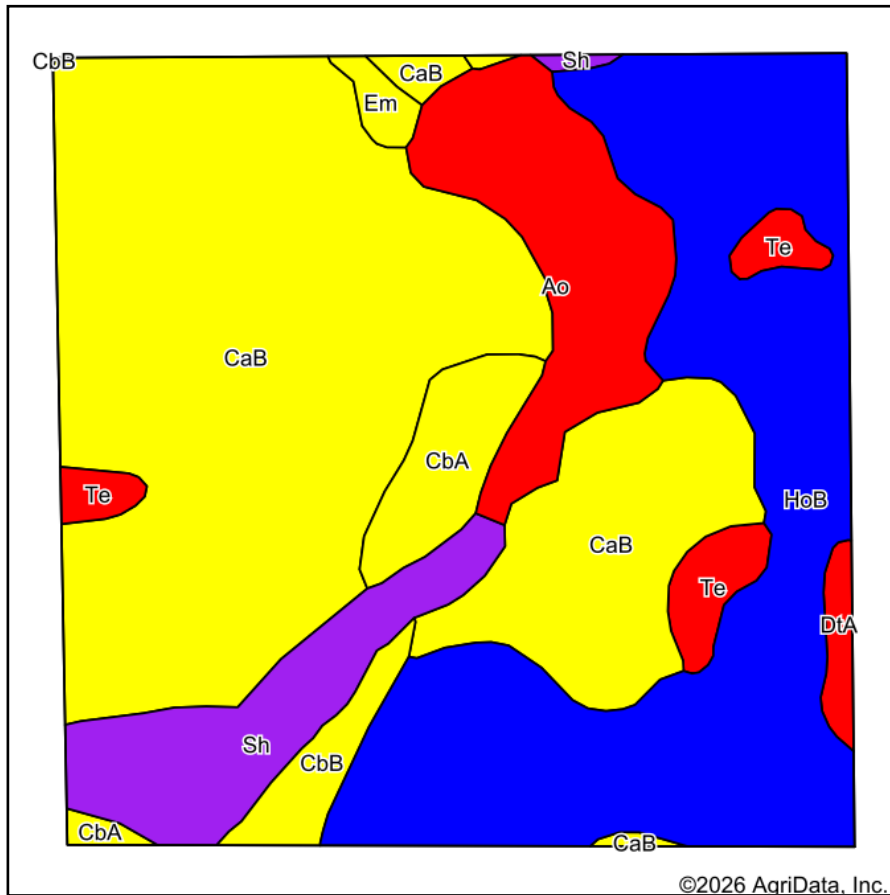 CbB
Sh
CaB
Em
Te
Ao
CaB
CbA
Te
HoB
CaB
Te
DtA
Sh
CbB
CbA
CaB
©2026 AgriData, Inc.